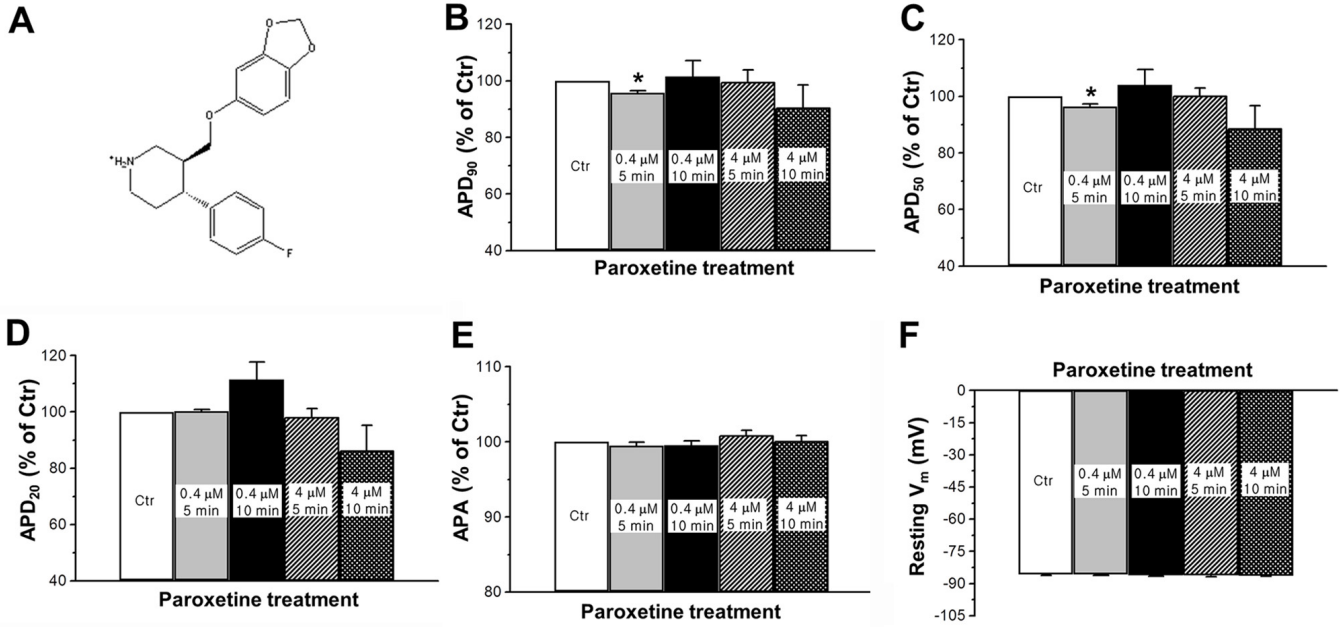 A
O
O
O
+H2N
F
B
120
100
80
60
40
APD90 (% of Ctr)
*
Ctr
0.4 µM
5 min
0.4 µM
10 min
4 µM
5 min
4 µM
10 min
Paroxetine treatment
C
120
100
80
60
40
APD50 (% of Ctr)
*
Ctr
0.4 µM
5 min
0.4 µM
10 min
4 µM
5 min
4 µM
10 min
Paroxetine treatment
D
120
100
80
60
40
APD20 (% of Ctr)
Ctr
0.4 µM
5 min
0.4 µM
10 min
4 µM
5 min
4 µM
10 min
Paroxetine treatment
E
110
100
90
80
APA (% of Ctr)
Ctr
0.4 µM
5 min
0.4 µM
10 min
4 µM
5 min
4 µM
10 min
Paroxetine treatment
F
Paroxetine treatment
0
-15
-30
-45
-60
-75
-90
-105
Resting Vm (mV)
Ctr
0.4 µM
5 min
0.4 µM
10 min
4 µM
5 min
4 µM
10 min